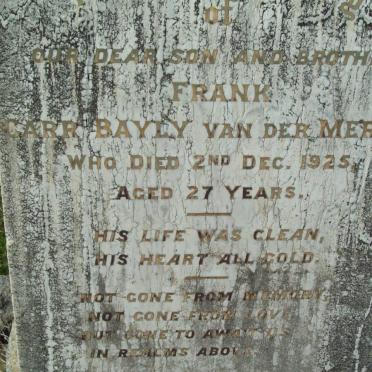 of
OUR DEAR SON AND BROTH
FRANK
CARR BAYLY VAN DER MER
WHO DIED 2ND DEC. 1925,
AGED 27 YEARS.
HIS LIFE WAS CLEAN,
HIS HEART ALL GOLD.
NOT GONE FROM MEMORY,
NOT GONE FROM LOVE
BUT GONE TO AWAIT US
IN REALMS ABOVE